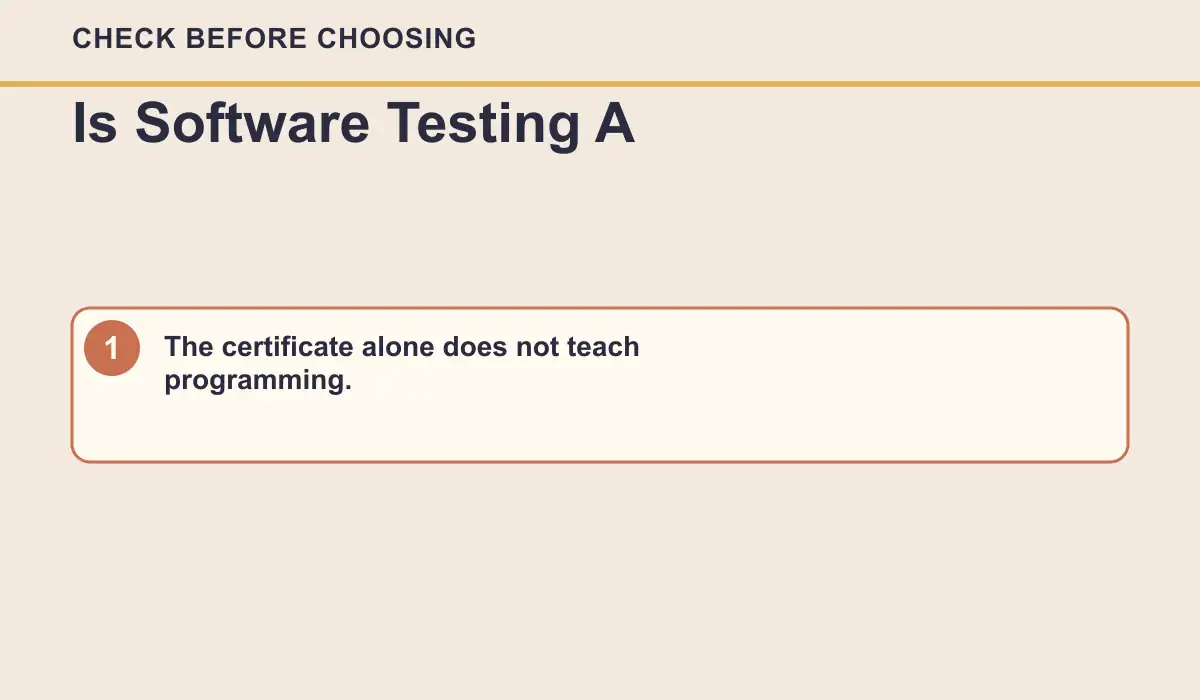 CHECK BEFORE CHOOSING
Is Software Testing A
1
The certificate alone does not teach
programming.